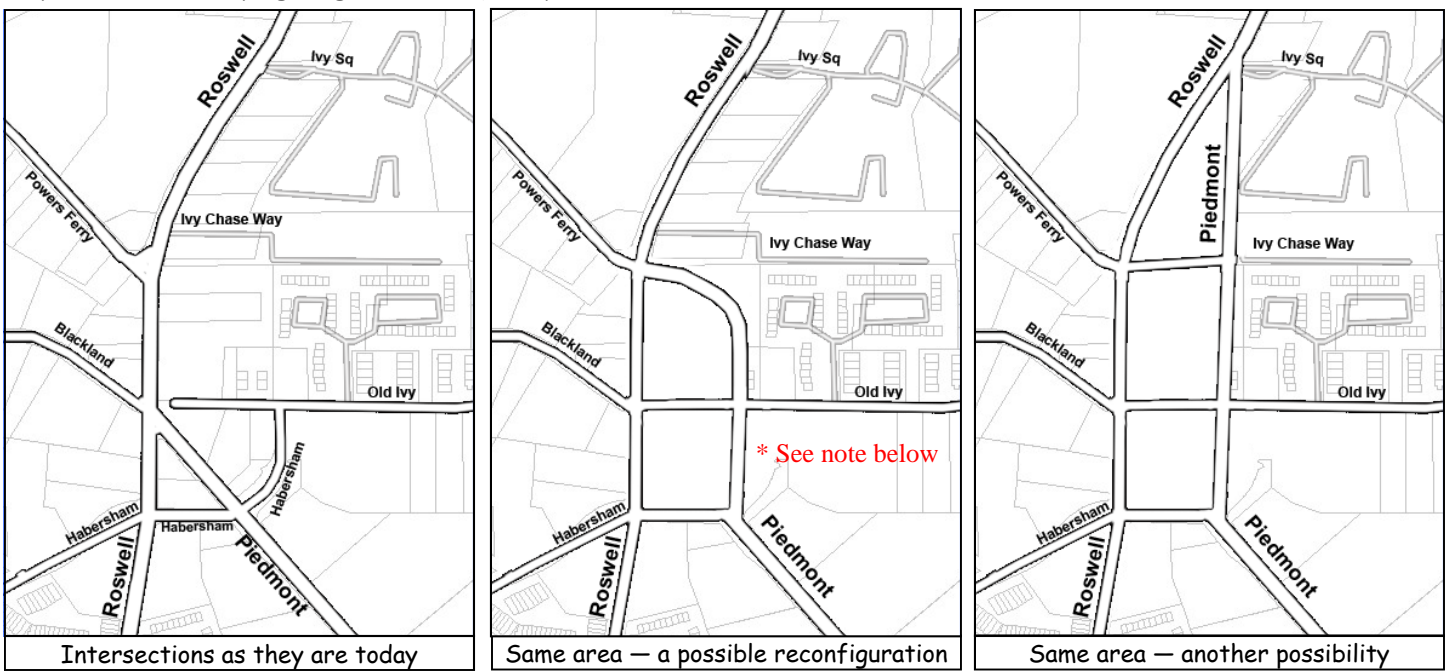 Roswell
Ivy Sq
Powers Ferry
Ivy Chase Way
Blackland
Old Ivy
Habersham
Habersham
Habersham
Roswell
Piedmont
Intersections as they are today
Roswell
Ivy Sq
Powers Ferry
Ivy Chase Way
Blackland
Old Ivy
* See note below
Habersham
Roswell
Piedmont
Same area — a possible reconfiguration
Roswell
Ivy Sq
Piedmont
Powers Ferry
Ivy Chase Way
Blackland
Old Ivy
Habersham
Roswell
Piedmont
Same area — another possibility